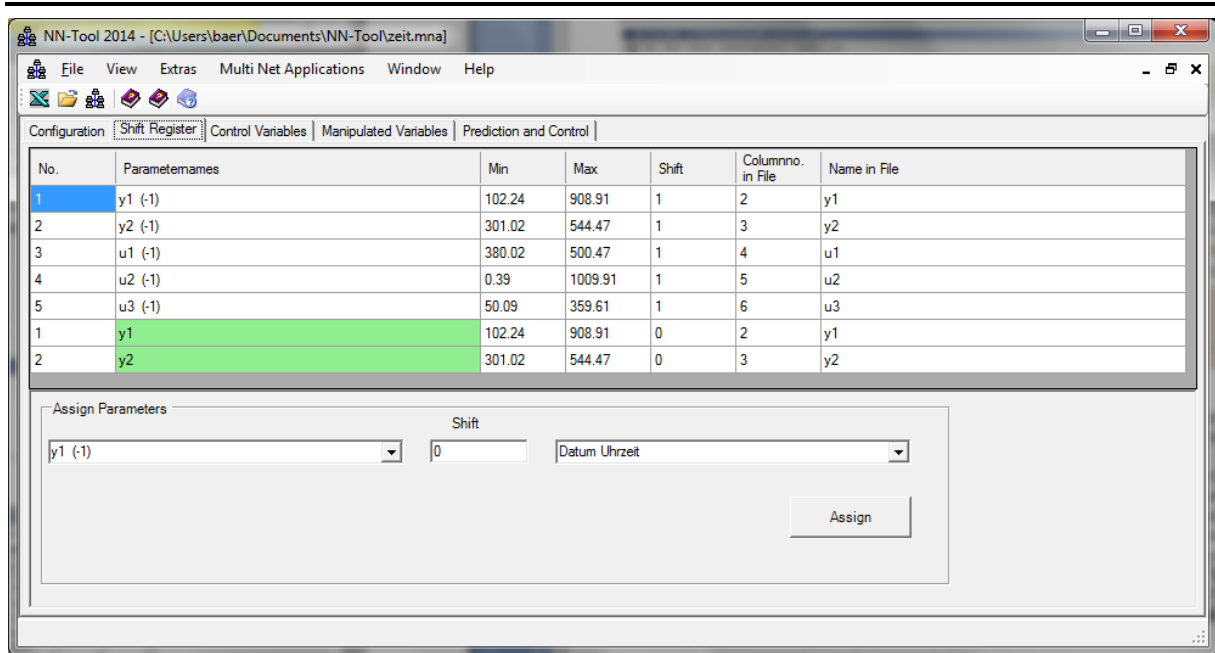 NN-Tool 2014 - [C:\Users\baer\Documents\NN-Tool\zeit.mna]
File View Extras Multi Net Applications Window Help
Configuration Shift Register Control Variables Manipulated Variables Prediction and Control
No. Parameternames Min Max Shift Columnno. in File Name in File
1 y1 (-1) 102.24 908.91 1 2 y1
2 y2 (-1) 301.02 544.47 1 3 y2
3 u1 (-1) 380.02 500.47 1 4 u1
4 u2 (-1) 0.39 1009.91 1 5 u2
5 u3 (-1) 50.09 359.61 1 6 u3
1 y1 102.24 908.91 0 2 y1
2 y2 301.02 544.47 0 3 y2
Assign Parameters
Shift
y1 (-1) 0 Datum Uhrzeit
Assign